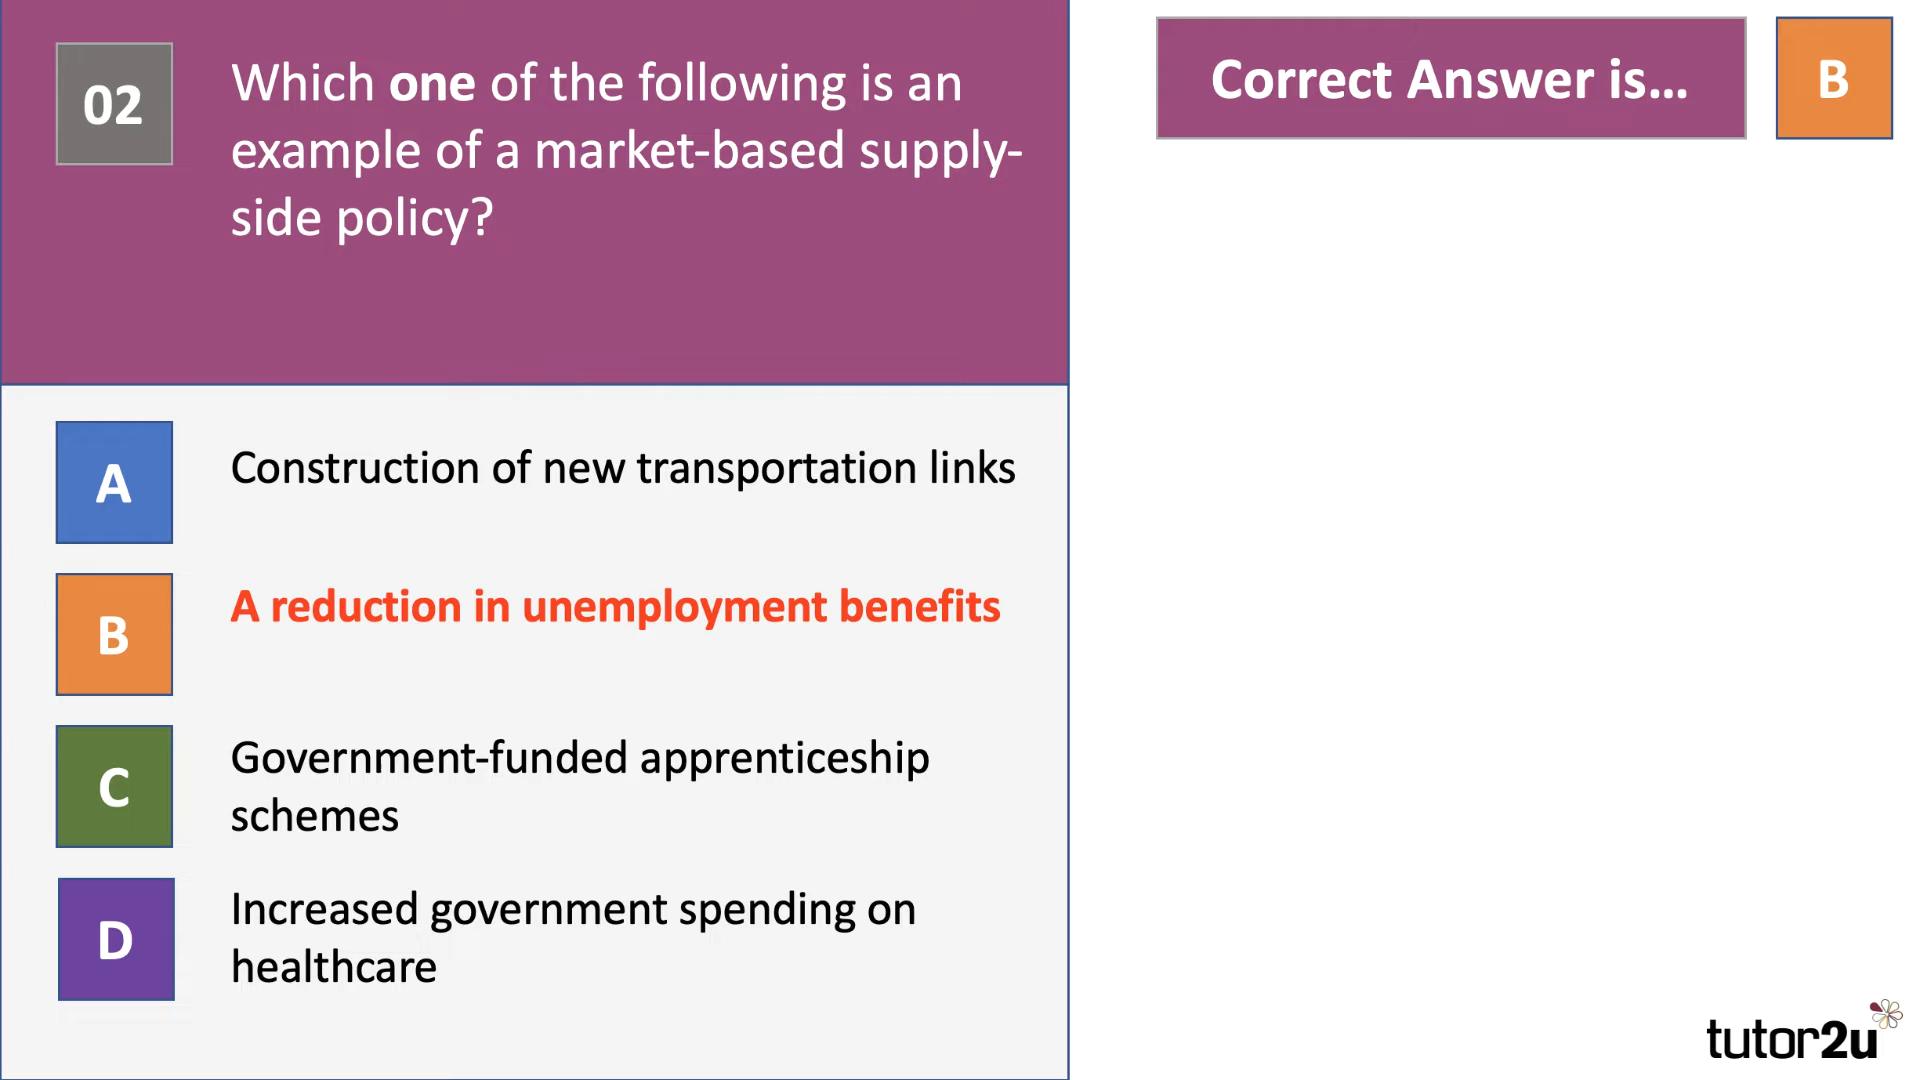 02
Which one of the following is an
example of a market-based supply-
side policy?
A
Construction of new transportation links
B
A reduction in unemployment benefits
C
Government-funded apprenticeship
schemes
D
Increased government spending on
healthcare
Correct Answer is...
B
tutor2u